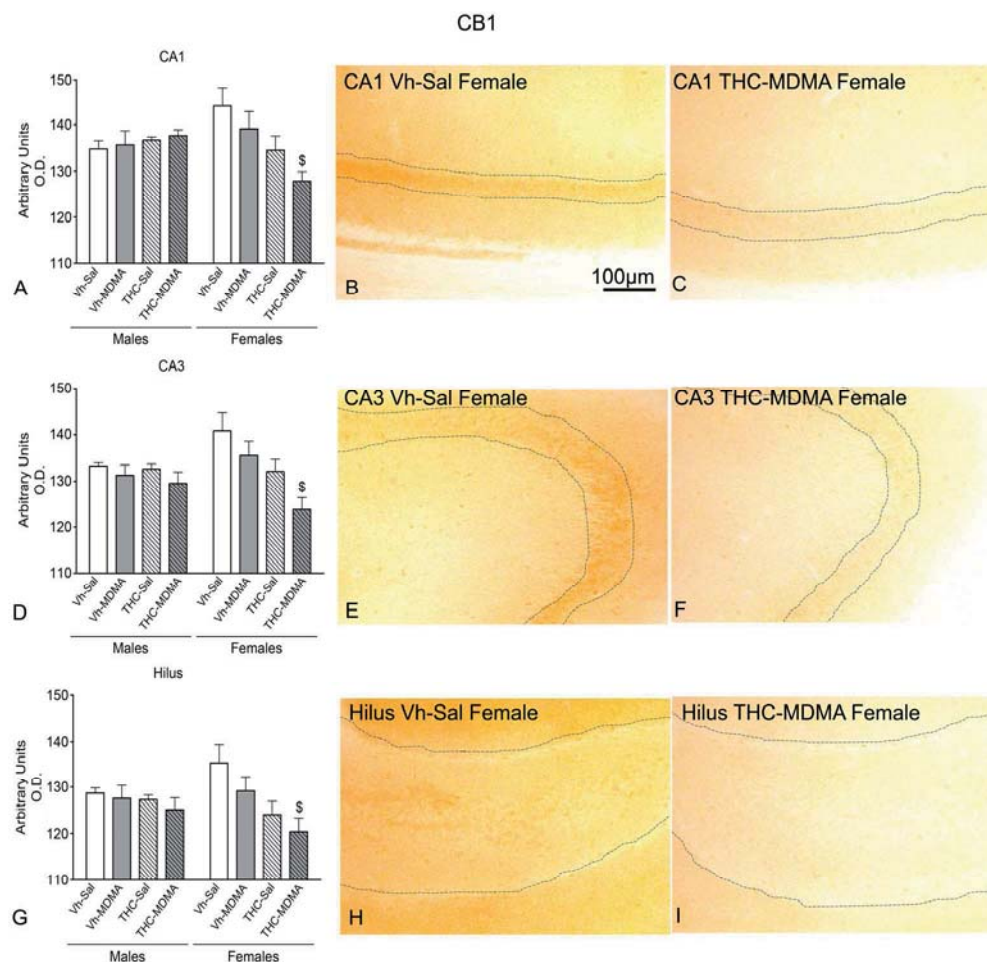 CB1
CA1
150
140
130
120
110
Arbitrary Units
O.D.
$
Vh-Sal
Vh-MDMA
THC-Sal
THC-MDMA
Vh-Sal
Vh-MDMA
THC-Sal
THC-MDMA
Males
Females
A
CA1 Vh-Sal Female
100µm
B
CA1 THC-MDMA Female
C
CA3
150
140
130
120
110
Arbitrary Units
O.D.
$
Vh-Sal
Vh-MDMA
THC-Sal
THC-MDMA
Vh-Sal
Vh-MDMA
THC-Sal
THC-MDMA
Males
Females
D
CA3 Vh-Sal Female
E
CA3 THC-MDMA Female
F
Hilus
150
140
130
120
110
Arbitrary Units
O.D.
$
Vh-Sal
Vh-MDMA
THC-Sal
THC-MDMA
Vh-Sal
Vh-MDMA
THC-Sal
THC-MDMA
Males
Females
G
Hilus Vh-Sal Female
H
Hilus THC-MDMA Female
I